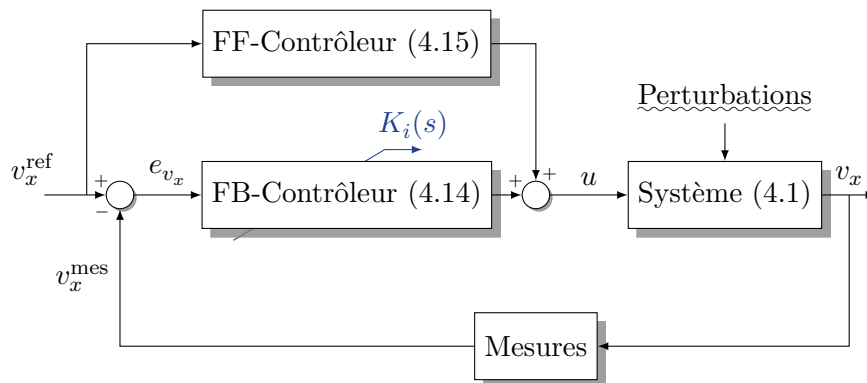 FF-Contrôleur (4.15)
Perturbations
K_i(s)
v_x^ref
+
−
e_{v_x}
FB-Contrôleur (4.14)
+
+
u
Système (4.1)
v_x
v_x^mes
Mesures